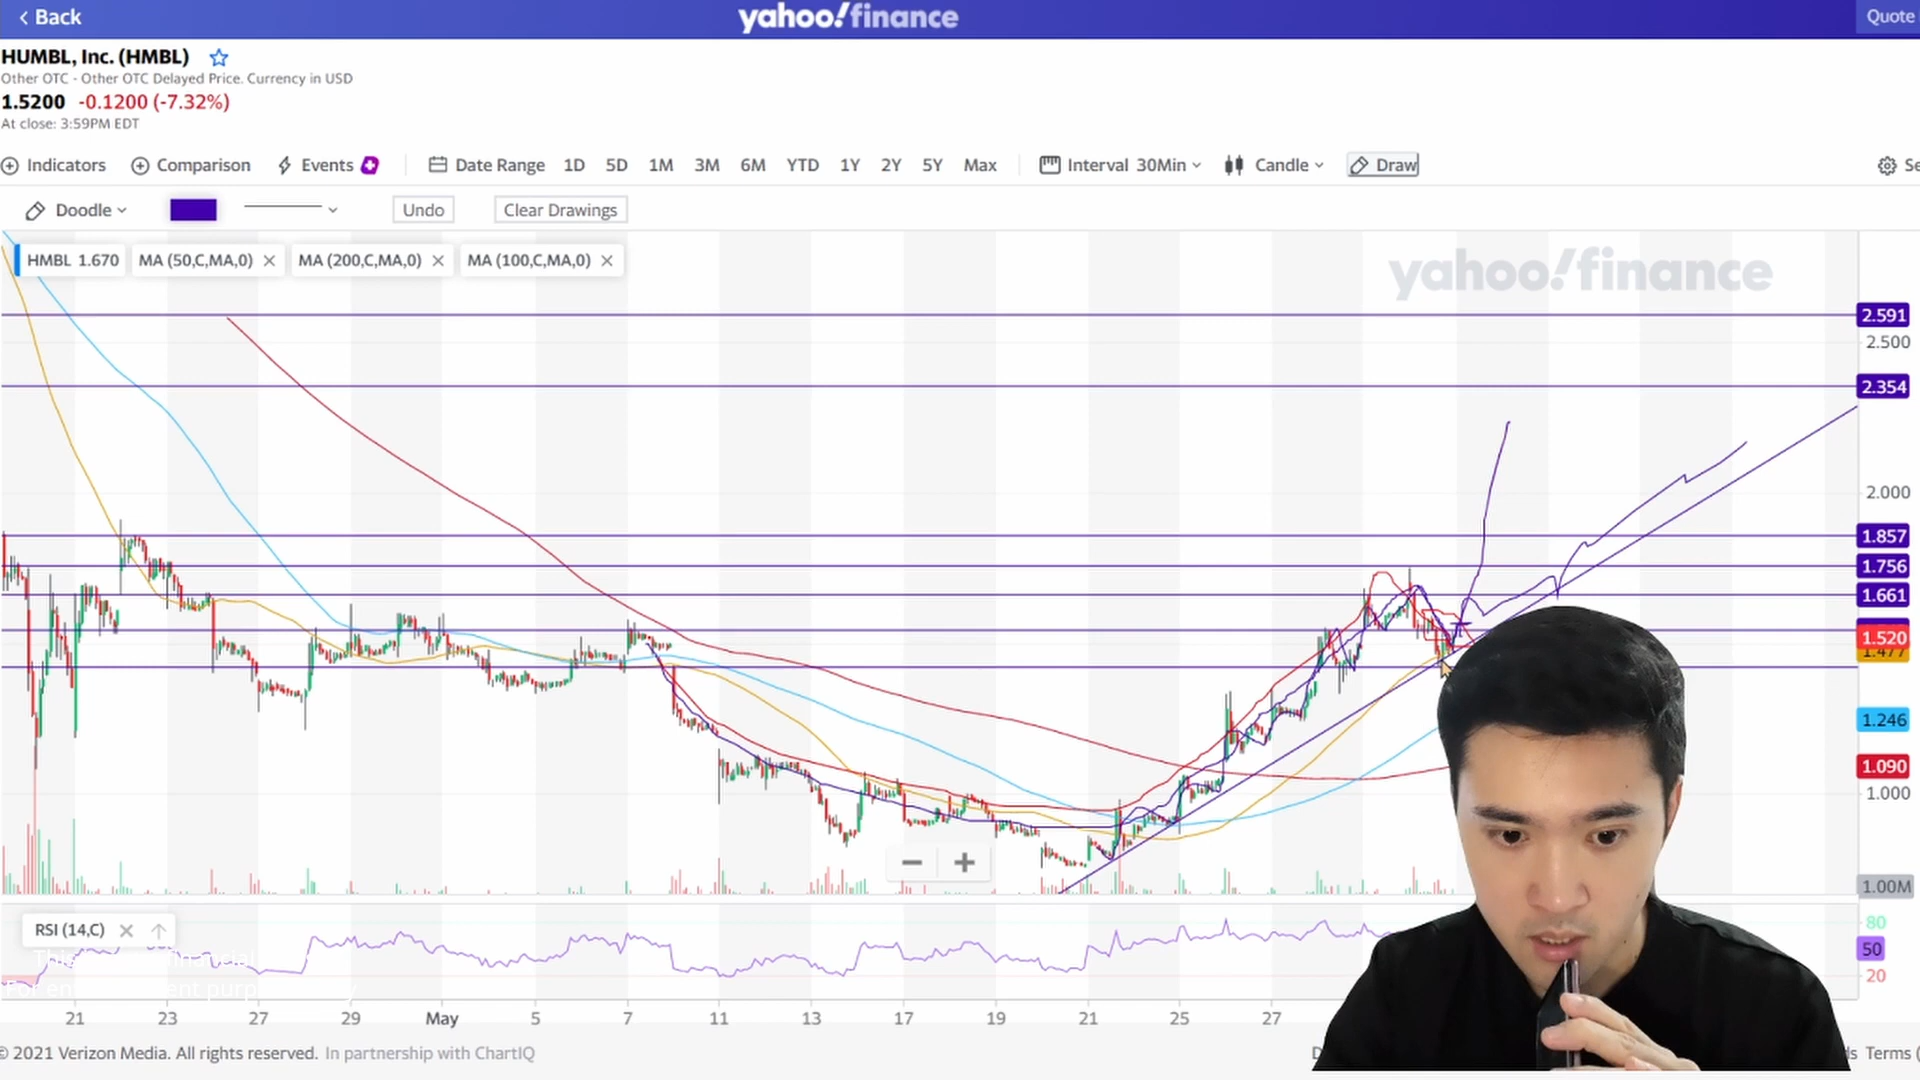 Back
yahoo!finance
Quote
HUMBL, Inc. (HMBL)
Other OTC - Other OTC Delayed Price. Currency in USD
1.5200 -0.1200 (-7.32%)
At close: 3:59PM EDT
Indicators Comparison Events Date Range 1D 5D 1M 3M 6M YTD 1Y 2Y 5Y Max Interval 30Min Candle Draw
Doodle Undo Clear Drawings
HMBL 1.670 MA (50,C,MA,0) MA (200,C,MA,0) MA (100,C,MA,0)
yahoo!finance
2.591
2.500
2.354
2.000
1.857
1.756
1.661
1.520
1.477
1.246
1.090
1.000
1.00M
RSI (14,C)
80
50
20
21 23 27 29 May 5 7 11 13 17 19 21 25 27
© 2021 Verizon Media. All rights reserved. In partnership with ChartIQ
Terms